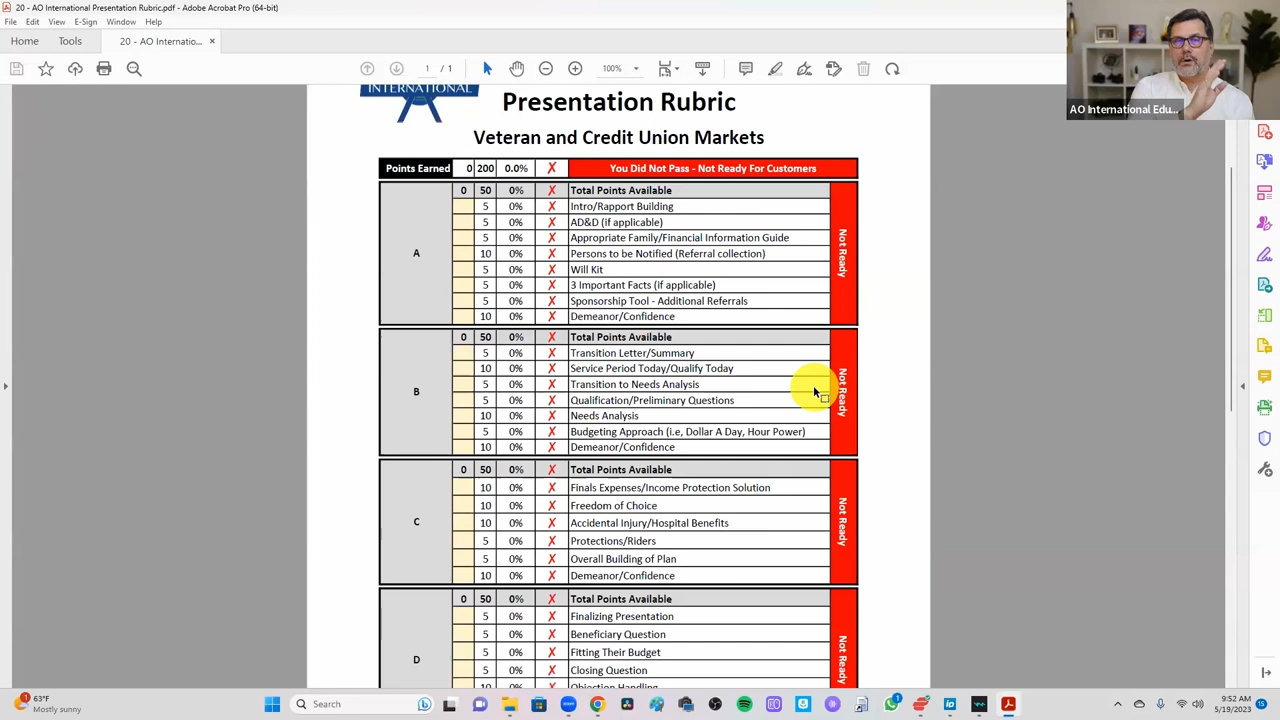 20 - AO International Presentation Rubric.pdf - Adobe Acrobat Pro (64-bit)
File Edit View E-Sign Window Help
Home Tools 20 - AO Internatio... ×
1 / 1 100%
AO International Edu...
INTERNATIONAL
Presentation Rubric
Veteran and Credit Union Markets
Points Earned 0 200 0.0% ✗ You Did Not Pass - Not Ready For Customers
A
0 50 0% ✗ Total Points Available
5 0% ✗ Intro/Rapport Building
5 0% ✗ AD&D (if applicable)
5 0% ✗ Appropriate Family/Financial Information Guide
10 0% ✗ Persons to be Notified (Referral collection)
5 0% ✗ Will Kit
5 0% ✗ 3 Important Facts (if applicable)
5 0% ✗ Sponsorship Tool - Additional Referrals
10 0% ✗ Demeanor/Confidence
Not Ready
B
0 50 0% ✗ Total Points Available
5 0% ✗ Transition Letter/Summary
10 0% ✗ Service Period Today/Qualify Today
5 0% ✗ Transition to Needs Analysis
5 0% ✗ Qualification/Preliminary Questions
10 0% ✗ Needs Analysis
5 0% ✗ Budgeting Approach (i.e, Dollar A Day, Hour Power)
10 0% ✗ Demeanor/Confidence
Not Ready
C
0 50 0% ✗ Total Points Available
10 0% ✗ Finals Expenses/Income Protection Solution
10 0% ✗ Freedom of Choice
10 0% ✗ Accidental Injury/Hospital Benefits
5 0% ✗ Protections/Riders
5 0% ✗ Overall Building of Plan
10 0% ✗ Demeanor/Confidence
Not Ready
D
0 50 0% ✗ Total Points Available
5 0% ✗ Finalizing Presentation
5 0% ✗ Beneficiary Question
5 0% ✗ Fitting Their Budget
5 0% ✗ Closing Question
10 0% ✗ Objection Handling
Not Ready
63°F
Mostly sunny
Search
9:52 AM
5/19/2023